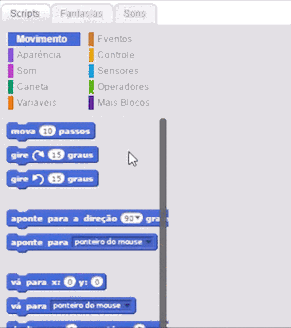 Scripts Fantasias Sons
Movimento Eventos
Aparência Controle
Som Sensores
Caneta Operadores
Variáveis Mais Blocos
mova 10 passos
gire 15 graus
gire 15 graus
aponte para a direção 90 gra
aponte para ponteiro do mouse
vá para x: 0 y: 0
vá para ponteiro do mouse